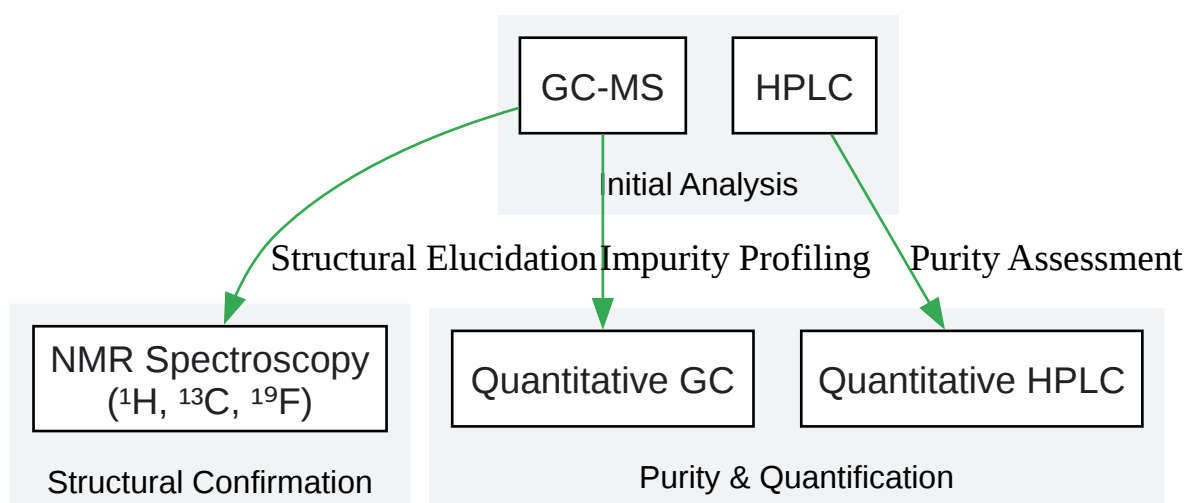 GC-MS
HPLC
Initial Analysis
Structural Elucidation
Impurity Profiling
Purity Assessment
NMR Spectroscopy
(¹H, ¹³C, ¹⁹F)
Quantitative GC
Quantitative HPLC
Structural Confirmation
Purity & Quantification